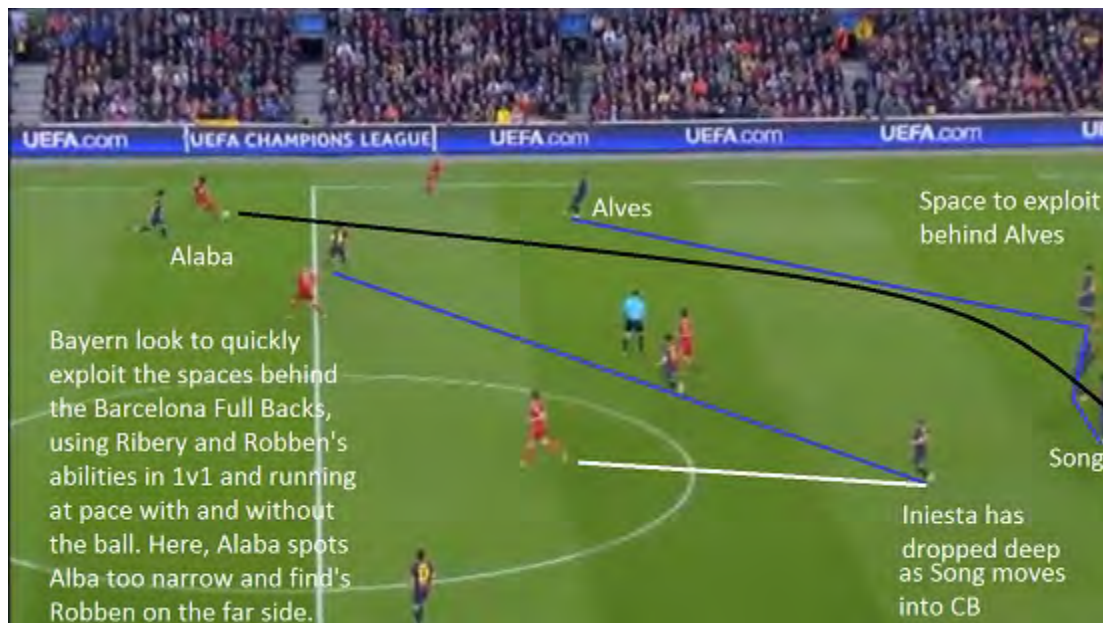 UEFA.com
UEFA CHAMPIONS LEAGUE
UEFA.com
UEFA.com
UEFA.com
UI
Alves
Space to exploit
behind Alves
Alaba
Bayern look to quickly
exploit the spaces behind
the Barcelona Full Backs,
using Ribery and Robben's
abilities in 1v1 and running
at pace with and without
the ball. Here, Alaba spots
Alba too narrow and find's
Robben on the far side.
Song
Iniesta has
dropped deep
as Song moves
into CB